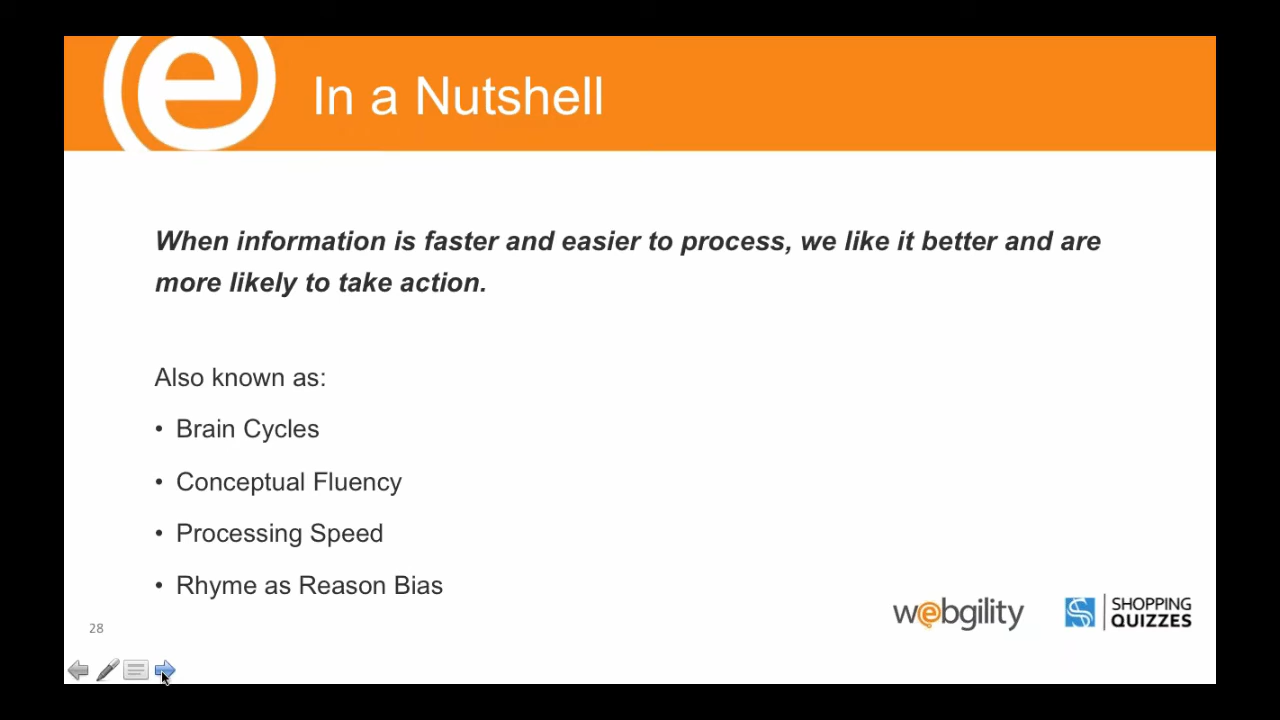 In a Nutshell
When information is faster and easier to process, we like it better and are
more likely to take action.
Also known as:
• Brain Cycles
• Conceptual Fluency
• Processing Speed
• Rhyme as Reason Bias
webgility
SHOPPING
QUIZZES
28